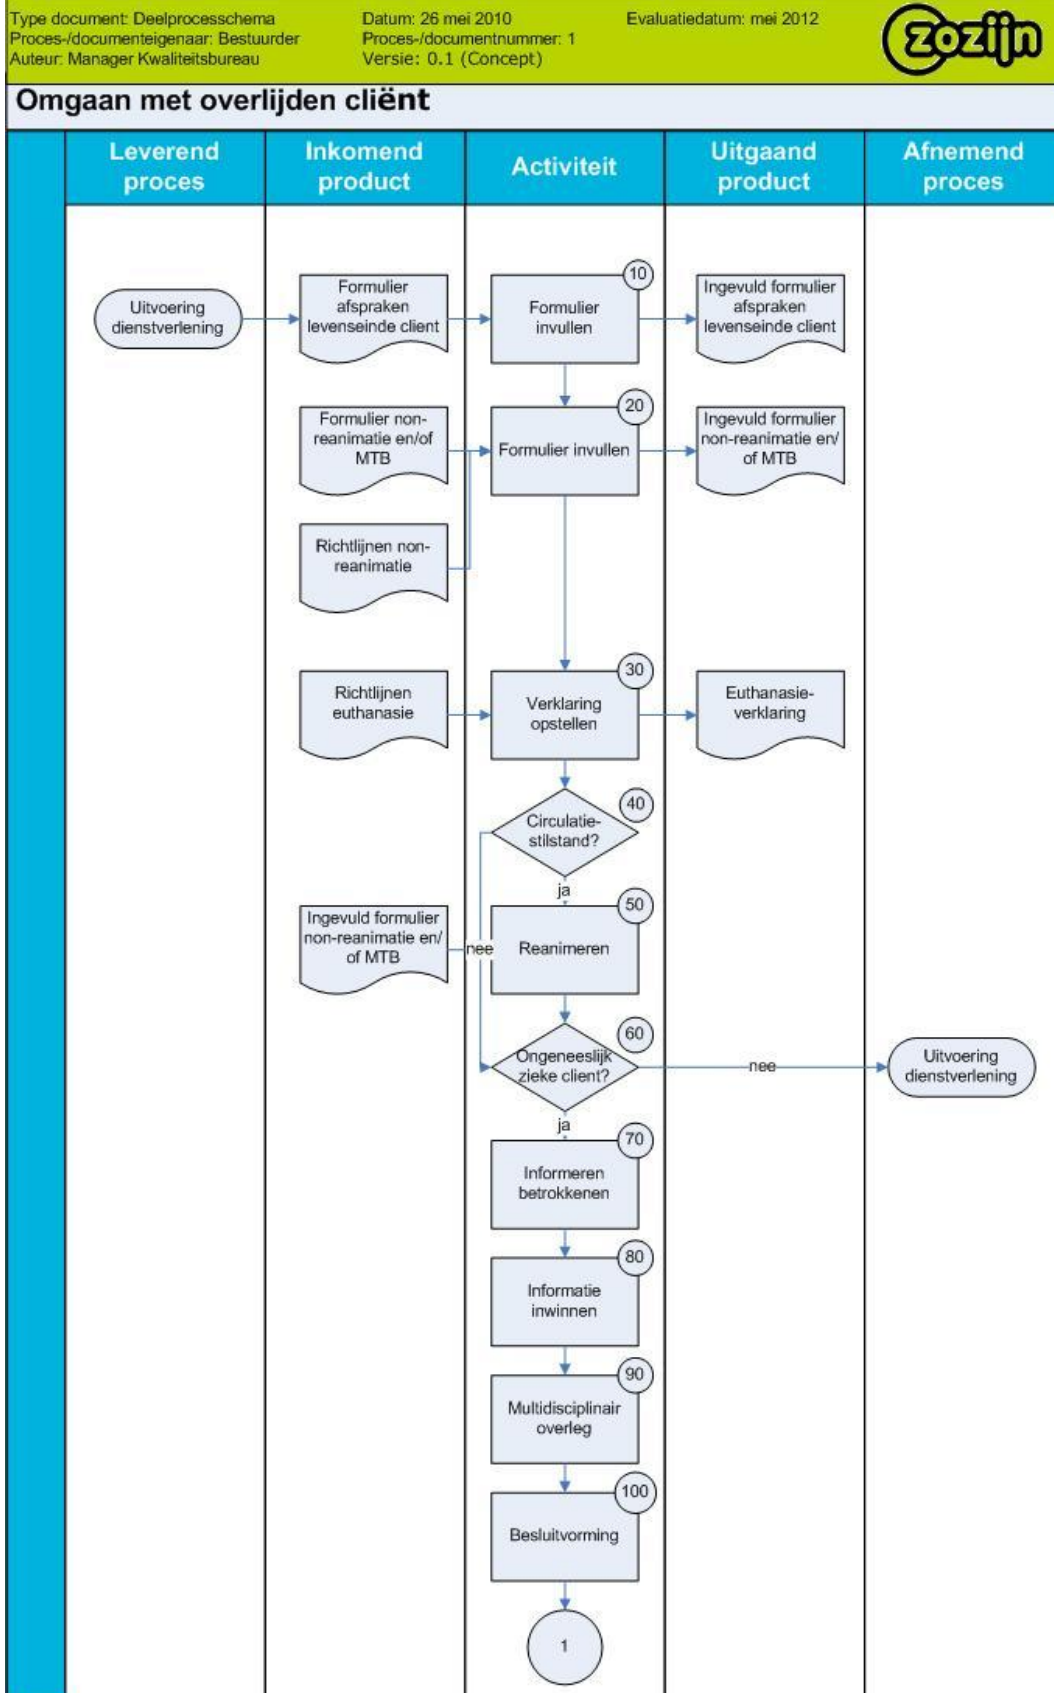 Type document: Deelprocesschema
Proces-/documenteigenaar: Bestuurder
Auteur: Manager Kwaliteitsbureau
Datum: 26 mei 2010
Proces-/documentnummer: 1
Versie: 0.1 (Concept)
Evaluatiedatum: mei 2012
zozijn
Omgaan met overlijden cliënt
Leverend
proces
Inkomend
product
Activiteit
Uitgaand
product
Afnemend
proces
Uitvoering
dienstverlening
Formulier
afspraken
levenseinde client
10
Formulier
invullen
Ingevuld formulier
afspraken
levenseinde client
Formulier non-
reanimatie en/of
MTB
20
Formulier invullen
Ingevuld formulier
non-reanimatie en/
of MTB
Richtlijnen non-
reanimatie
Richtlijnen
euthanasie
30
Verklaring
opstellen
Euthanasie-
verklaring
40
Circulatie-
stilstand?
ja
Ingevuld formulier
non-reanimatie en/
of MTB
nee
50
Reanimeren
60
Ongeneeslijk
zieke client?
nee
Uitvoering
dienstverlening
ja
70
Informeren
betrokkenen
80
Informatie
inwinnen
90
Multidisciplinair
overleg
100
Besluitvorming
1